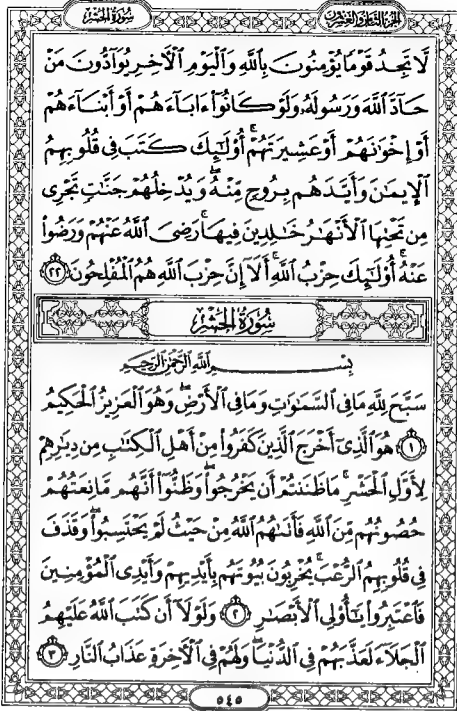 سُورَةُ الحَشْرِ
الجزء الثامن والعشرون
لَّا تَجِدُ قَوْمًا يُؤْمِنُونَ بِٱللَّهِ وَٱلْيَوْمِ ٱلْأَخِرِ يُوَآدُّونَ مَنْ
حَآدَّ ٱللَّهَ وَرَسُولَهُۥ وَلَوْ كَانُوٓا۟ ءَابَآءَهُمْ أَوْ أَبْنَآءَهُمْ
أَوْ إِخْوَٰنَهُمْ أَوْ عَشِيرَتَهُمْ ۚ أُو۟لَٰٓئِكَ كَتَبَ فِى قُلُوبِهِمُ
ٱلْإِيمَٰنَ وَأَيَّدَهُم بِرُوحٍ مِّنْهُ ۖ وَيُدْخِلُهُمْ جَنَّٰتٍ تَجْرِى
مِن تَحْتِهَا ٱلْأَنْهَٰرُ خَٰلِدِينَ فِيهَا ۚ رَضِىَ ٱللَّهُ عَنْهُمْ وَرَضُوا۟
عَنْهُ ۚ أُو۟لَٰٓئِكَ حِزْبُ ٱللَّهِ ۚ أَلَآ إِنَّ حِزْبَ ٱللَّهِ هُمُ ٱلْمُفْلِحُونَ ٢٢
سُورَةُ الحَشْرِ
بِسْمِ ٱللَّهِ ٱلرَّحْمَٰنِ ٱلرَّحِيمِ
سَبَّحَ لِلَّهِ مَا فِى ٱلسَّمَٰوَٰتِ وَمَا فِى ٱلْأَرْضِ ۖ وَهُوَ ٱلْعَزِيزُ ٱلْحَكِيمُ
١ هُوَ ٱلَّذِىٓ أَخْرَجَ ٱلَّذِينَ كَفَرُوا۟ مِنْ أَهْلِ ٱلْكِتَٰبِ مِن دِيَٰرِهِمْ
لِأَوَّلِ ٱلْحَشْرِ ۚ مَا ظَنَنتُمْ أَن يَخْرُجُوا۟ ۖ وَظَنُّوٓا۟ أَنَّهُم مَّانِعَتُهُمْ
حُصُونُهُم مِّنَ ٱللَّهِ فَأَتَىٰهُمُ ٱللَّهُ مِنْ حَيْثُ لَمْ يَحْتَسِبُوا۟ ۖ وَقَذَفَ
فِى قُلُوبِهِمُ ٱلرُّعْبَ ۚ يُخْرِبُونَ بُيُوتَهُم بِأَيْدِيهِمْ وَأَيْدِى ٱلْمُؤْمِنِينَ
فَٱعْتَبِرُوا۟ يَٰٓأُو۟لِى ٱلْأَبْصَٰرِ ٢ وَلَوْلَآ أَن كَتَبَ ٱللَّهُ عَلَيْهِمُ
ٱلْجَلَآءَ لَعَذَّبَهُمْ فِى ٱلدُّنْيَا ۖ وَلَهُمْ فِى ٱلْأَخِرَةِ عَذَابُ ٱلنَّارِ ٣
٥٤٥